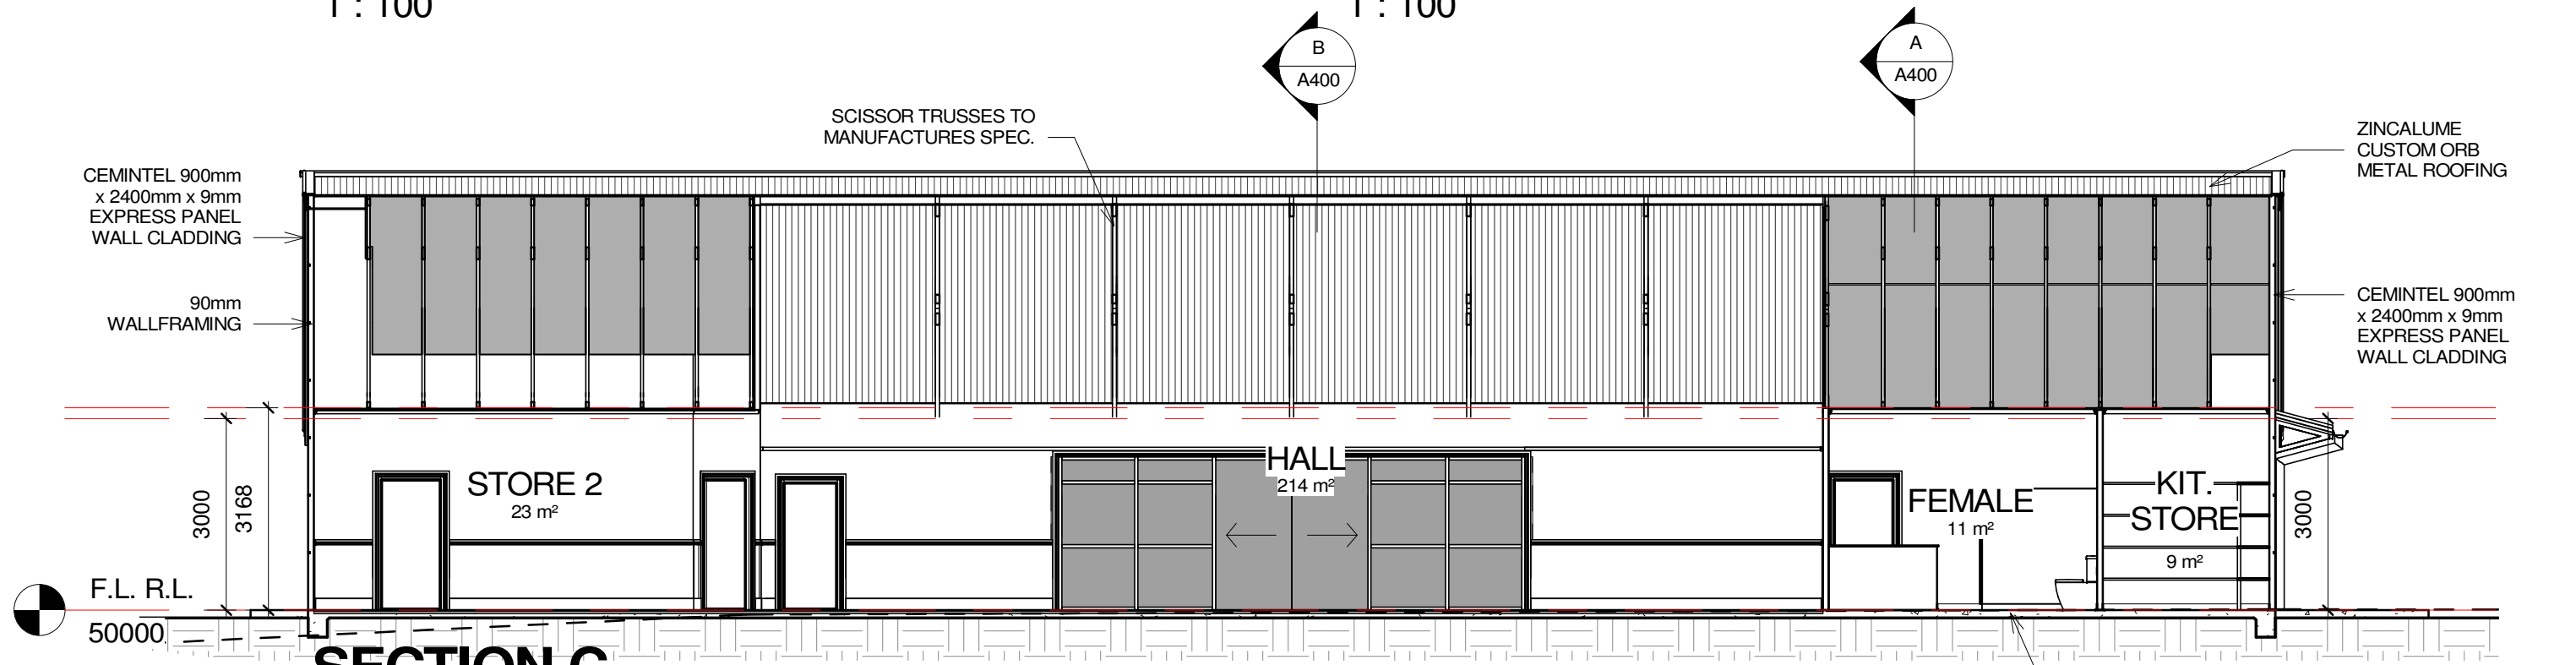 1 : 100
1 : 100
B
A400
A
A400
SCISSOR TRUSSES TO
MANUFACTURES SPEC.
ZINCALUME
CUSTOM ORB
METAL ROOFING
CEMINTEL 900mm
x 2400mm x 9mm
EXPRESS PANEL
WALL CLADDING
90mm
WALLFRAMING
CEMINTEL 900mm
x 2400mm x 9mm
EXPRESS PANEL
WALL CLADDING
3000
3168
STORE 2
23 m²
HALL
214 m²
FEMALE
11 m²
KIT.
STORE
9 m²
3000
F.L. R.L.
50000
SECTION C